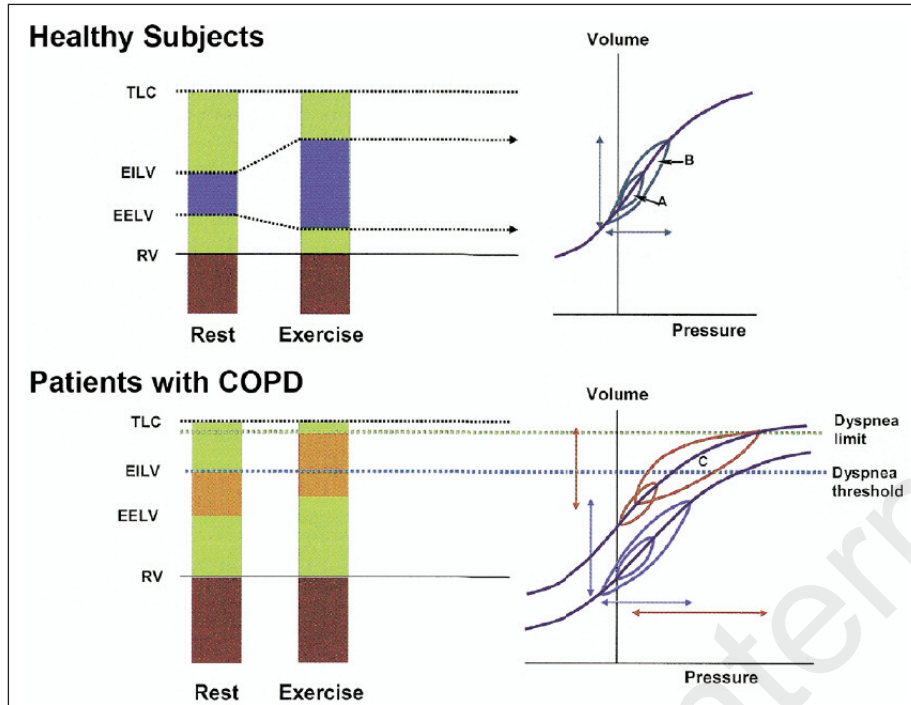 Healthy Subjects
TLC
EILV
EELV
RV
Rest
Exercise
Volume
B
A
Pressure
Patients with COPD
TLC
EILV
EELV
RV
Rest
Exercise
Volume
C
Dyspnea
limit
Dyspnea
threshold
Pressure